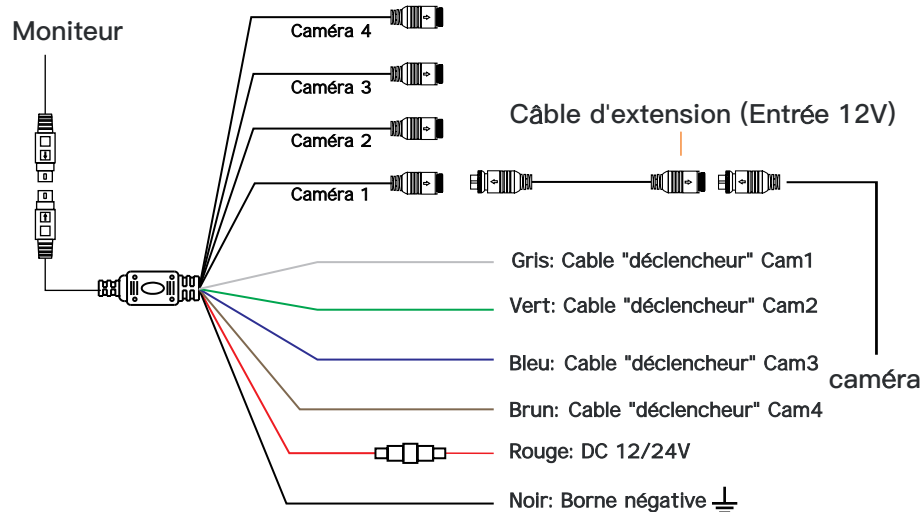 Moniteur
Caméra 4
Caméra 3
Caméra 2
Caméra 1
Câble d'extension (Entrée 12V)
Gris: Cable "déclencheur" Cam1
Vert: Cable "déclencheur" Cam2
Bleu: Cable "déclencheur" Cam3
caméra
Brun: Cable "déclencheur" Cam4
Rouge: DC 12/24V
Noir: Borne négative